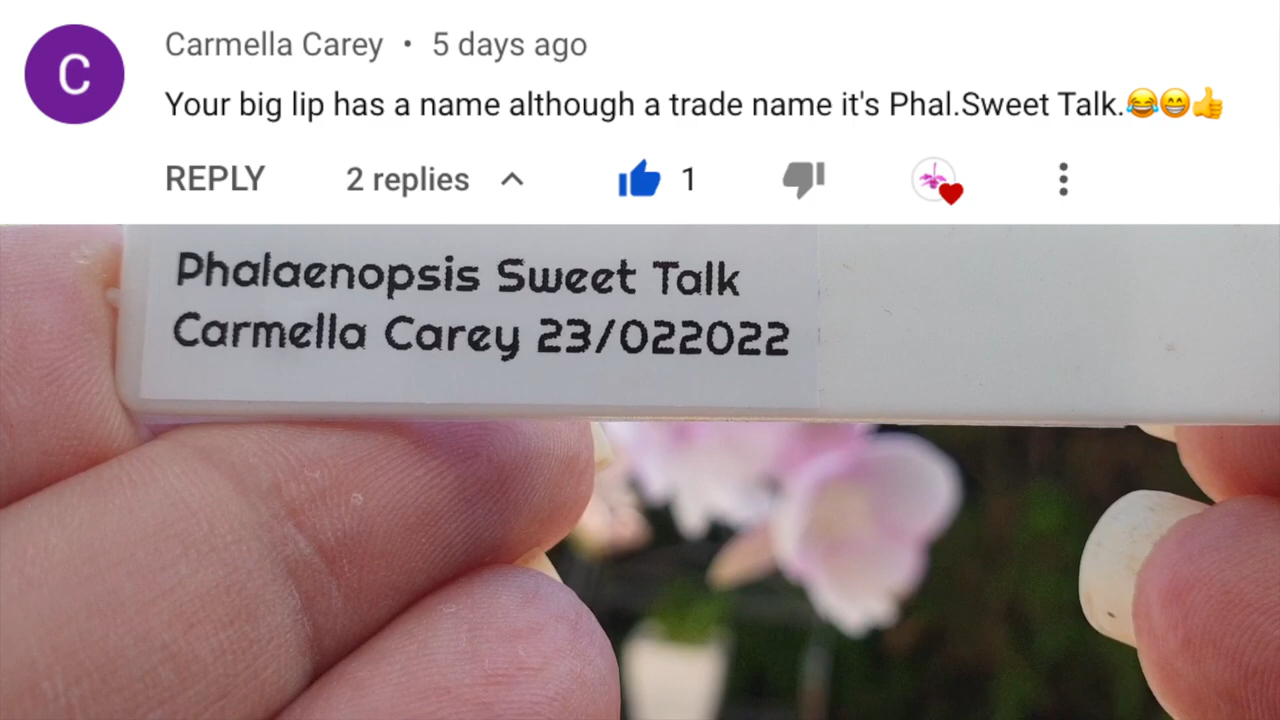 C
Carmella Carey • 5 days ago
Your big lip has a name although a trade name it's Phal.Sweet Talk.😂😁👍
REPLY 2 replies 1
Phalaenopsis Sweet Talk
Carmella Carey 23/022022